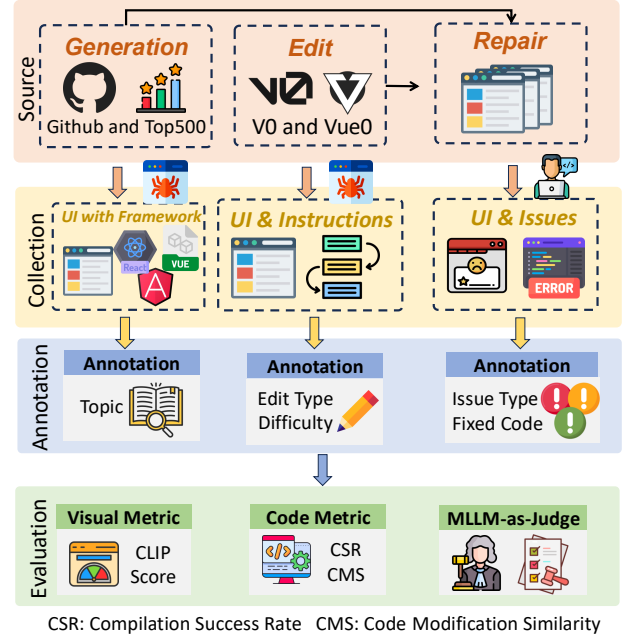 Source
Generation
Github and Top500
Edit
V0
V0 and Vue0
Repair
Collection
UI with Framework
React
VUE
UI & Instructions
UI & Issues
ERROR
Annotation
Annotation
Topic
Annotation
Edit Type
Difficulty
Annotation
Issue Type
Fixed Code
Evaluation
Visual Metric
CLIP
Score
Code Metric
CSR
CMS
MLLM-as-Judge
CSR: Compilation Success Rate CMS: Code Modification Similarity